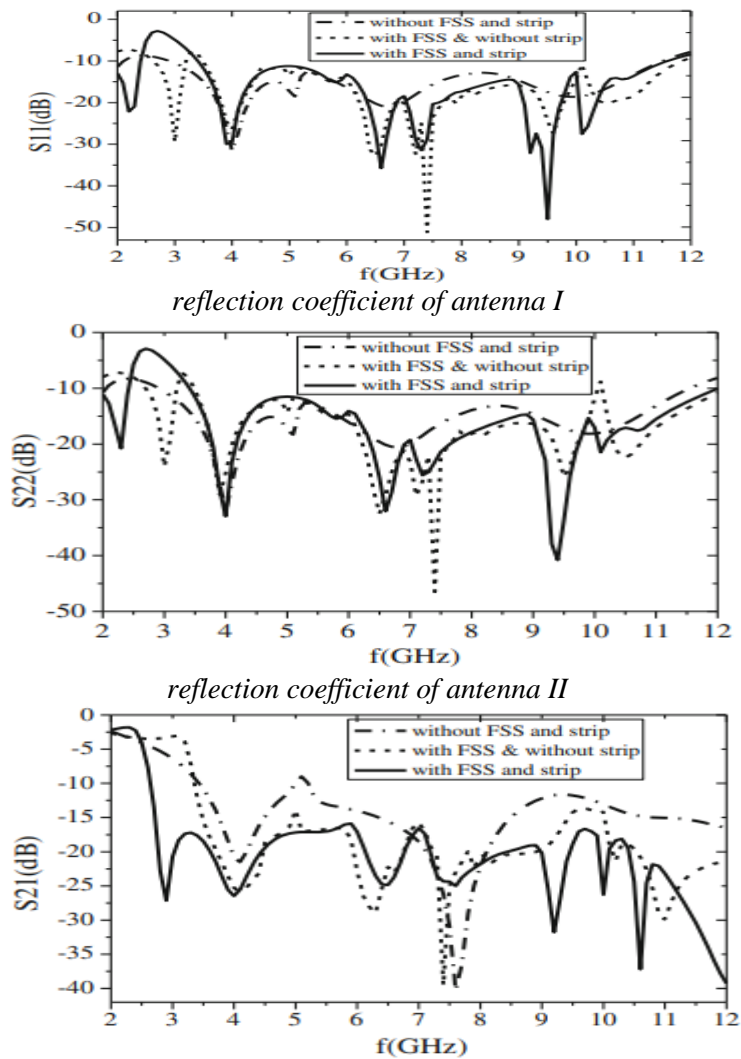 without FSS and strip
with FSS & without strip
with FSS and strip
S11(dB)
-10
-20
-30
-40
-50
2 3 4 5 6 7 8 9 10 11 12
f(GHz)
reflection coefficient of antenna I
without FSS and strip
with FSS & without strip
with FSS and strip
S22(dB)
0
-10
-20
-30
-40
-50
2 3 4 5 6 7 8 9 10 11 12
f(GHz)
reflection coefficient of antenna II
without FSS and strip
with FSS & without strip
with FSS and strip
S21(dB)
0
-5
-10
-15
-20
-25
-30
-35
-40
2 3 4 5 6 7 8 9 10 11 12
f(GHz)